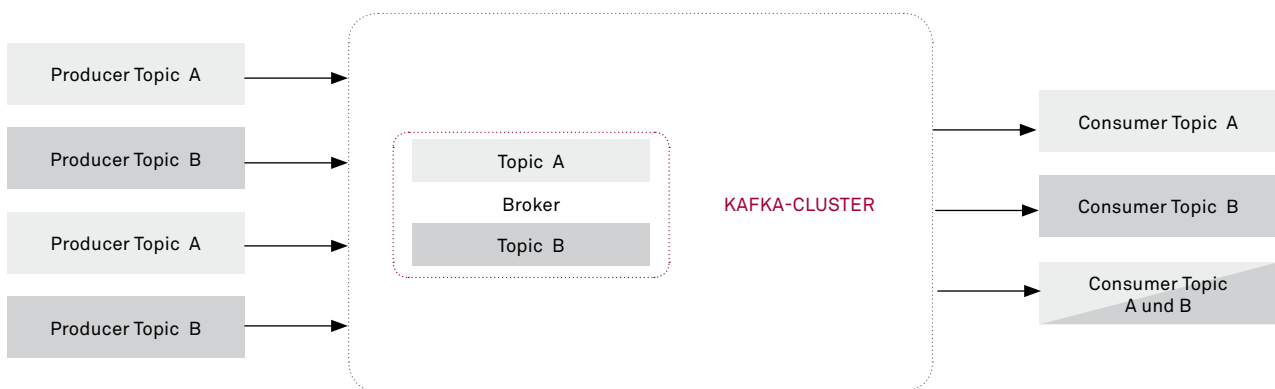 Producer Topic A
Producer Topic B
Producer Topic A
Producer Topic B
Topic A
Broker
Topic B
KAFKA-CLUSTER
Consumer Topic A
Consumer Topic B
Consumer Topic
A und B